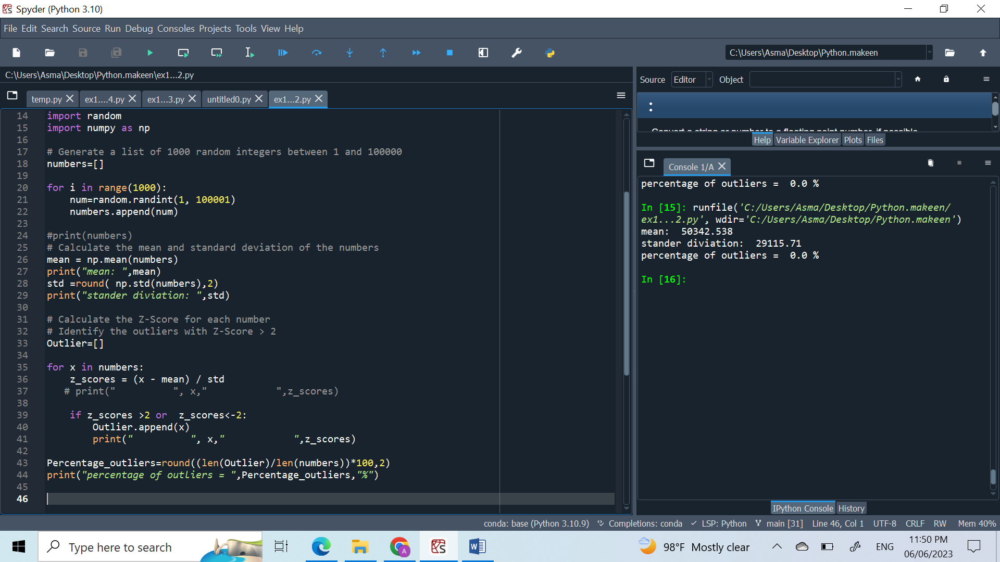 Spyder (Python 3.10)
File Edit Search Source Run Debug Consoles Projects Tools View Help
C:\Users\Asma\Desktop\Python.makeen
C:\Users\Asma\Desktop\Python.makeen\ex1...2.py
temp.py ex1....4.py ex1...3.py untitled0.py ex1...2.py
14 import random
15 import numpy as np
16
17 # Generate a list of 1000 random integers between 1 and 100000
18 numbers=[]
19
20 for i in range(1000):
21     num=random.randint(1, 100001)
22     numbers.append(num)
23
24 #print(numbers)
25 # Calculate the mean and standard deviation of the numbers
26 mean = np.mean(numbers)
27 print("mean: ",mean)
28 std =round( np.std(numbers),2)
29 print("stander diviation: ",std)
30
31 # Calculate the Z-Score for each number
32 # Identify the outliers with Z-Score > 2
33 Outlier=[]
34
35 for x in numbers:
36     z_scores = (x - mean) / std
37    # print("          ", x,"            ",z_scores)
38
39     if z_scores >2 or  z_scores<-2:
40         Outlier.append(x)
41         print("          ", x,"            ",z_scores)
42
43 Percentage_outliers=round((len(Outlier)/len(numbers))*100,2)
44 print("percentage of outliers = ",Percentage_outliers,"%")
45
46
Source Editor Object
:
Convert a string or number to a floating point number, if possible.
Help Variable Explorer Plots Files
Console 1/A
percentage of outliers =  0.0 %
In [15]: runfile('C:/Users/Asma/Desktop/Python.makeen/
ex1...2.py', wdir='C:/Users/Asma/Desktop/Python.makeen')
mean:  50342.538
stander diviation:  29115.71
percentage of outliers =  0.0 %
In [16]:
IPython Console History
conda: base (Python 3.10.9) Completions: conda LSP: Python main [31] Line 46, Col 1 UTF-8 CRLF RW Mem 40%
Type here to search
A
W
98°F Mostly clear
ENG
11:50 PM
06/06/2023